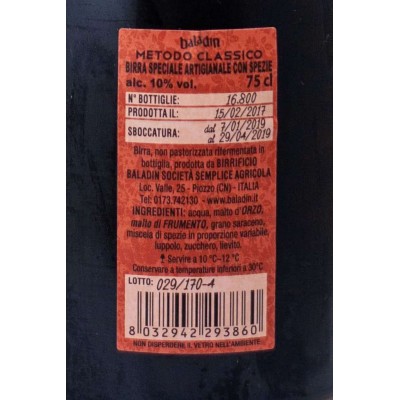 baladin
METODO CLASSICO
BIRRA SPECIALE ARTIGIANALE CON SPEZIE
alc. 10% vol. 75 cl
N° BOTTIGLIE: 16.800
PRODOTTA IL: 15/02/2017
SBOCCATURA: dal 7/01/2019
al 29/04/2019
Birra, non pastorizzata rifermentata in
bottiglia, prodotta da BIRRIFICIO
BALADIN SOCIETÀ SEMPLICE AGRICOLA
Loc. Valle, 25 - Piozzo (CN) - ITALIA
Tel. 0173.742130 - www.baladin.it
INGREDIENTI: acqua, malto d'ORZO,
malto di FRUMENTO, grano saraceno,
miscela di spezie in proporzione variabile,
luppolo, zucchero, lievito.
Servire a 10 °C-12 °C
Conservare a temperature inferiori a 30°C
LOTTO: 029/170-A
8 032942 293860
NON DISPERDERE IL VETRO NELL'AMBIENTE